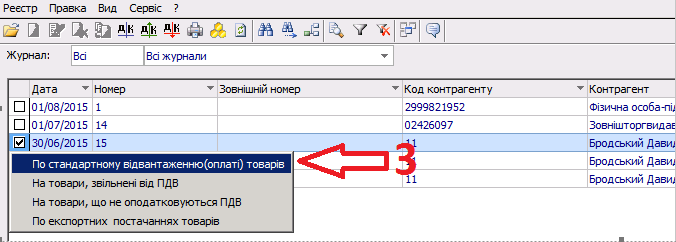 Реєстр Правка Вид Сервіс ?
Журнал: Всі Всі журнали
Дата Номер Зовнішній номер Код контрагенту Контрагент
01/08/2015 1 2999821952 Фізична особа-під
01/07/2015 14 02426097 Зовнішторгвидав
30/06/2015 15 11 Бродський Давид
По стандартному відвантаженню(оплаті) товарів 3 11 Бродський Давид
На товари, звільнені від ПДВ 11 Бродський Давид
На товари, що не оподатковуються ПДВ
По експортних постачаннях товарів